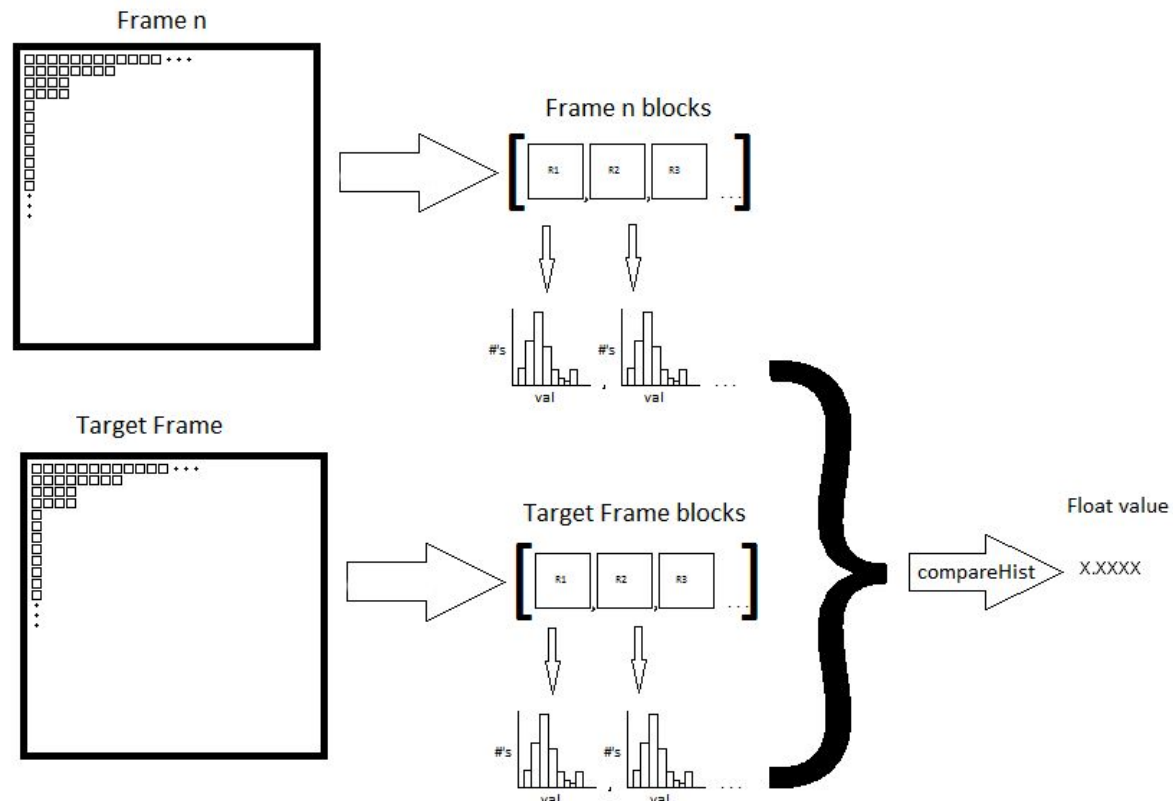 Frame n
Frame n blocks
R1 , R2 , R3 ...
#'s #'s
, ...
val val
Target Frame
Target Frame blocks
R1 , R2 , R3 ...
#'s #'s
, ...
val val
compareHist
Float value
X.XXXX